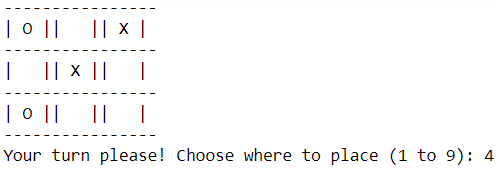 ----------------
| O ||   || X |
----------------
|   || X ||   |
----------------
| O ||   ||   |
----------------
Your turn please! Choose where to place (1 to 9): 4